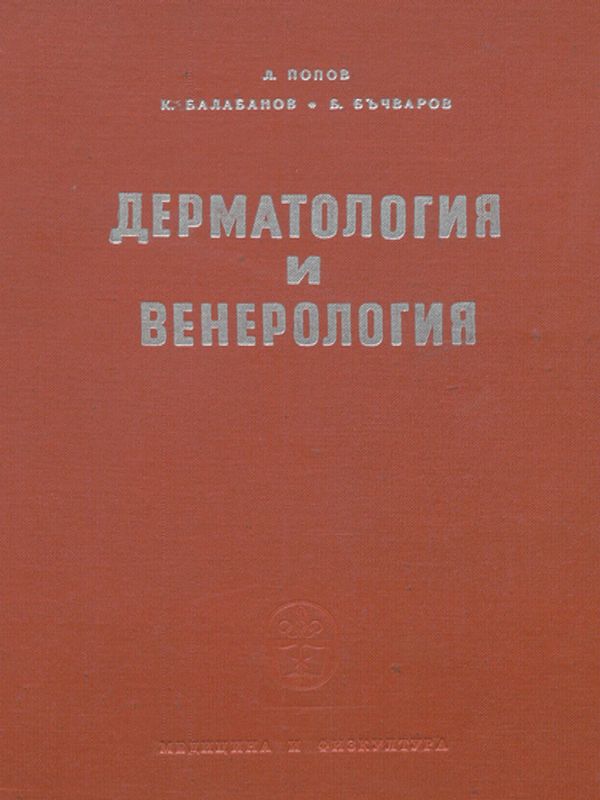 Л. ПОПОВ
К. БАЛАБАНОВ • Б. БЪЧВАРОВ
ДЕРМАТОЛОГИЯ
И
ВЕНЕРОЛОГИЯ
МЕДИЦИНА И ФИЗКУЛТУРА